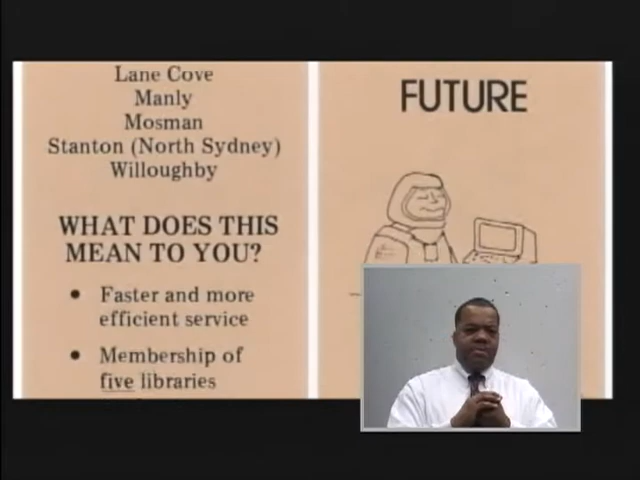 Lane Cove
Manly
Mosman
Stanton (North Sydney)
Willoughby
WHAT DOES THIS
MEAN TO YOU?
• Faster and more
efficient service
• Membership of
five libraries
FUTURE